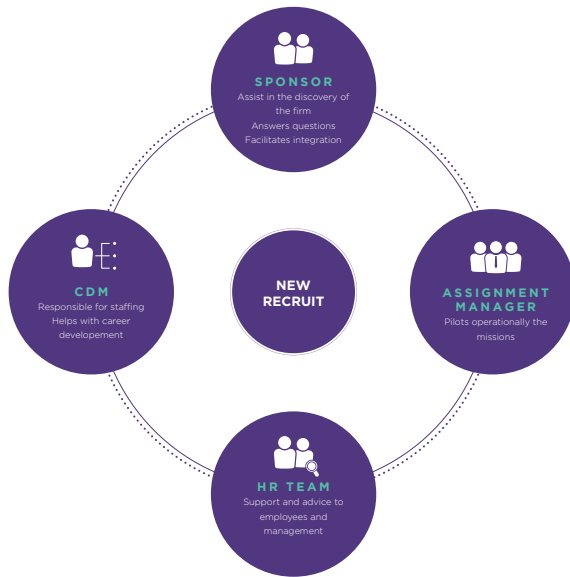 SPONSOR
Assist in the discovery of
the firm
Answers questions
Facilitates integration
CDM
Responsible for staffing
Helps with career
developement
NEW
RECRUIT
ASSIGNMENT
MANAGER
Pilots operationally the
missions
HR TEAM
Support and advice to
employees and
management